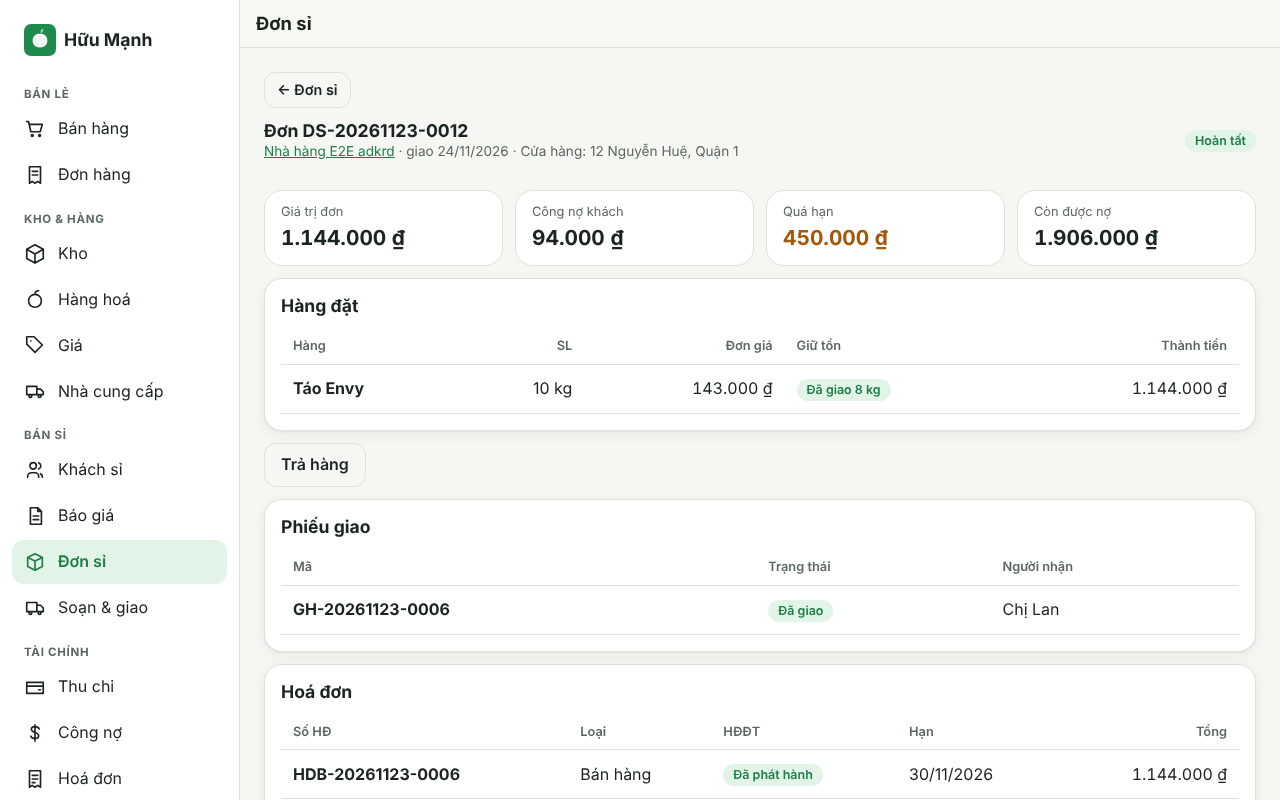 Hữu Mạnh
BÁN LẺ
Bán hàng
Đơn hàng
KHO & HÀNG
Kho
Hàng hoá
Giá
Nhà cung cấp
BÁN SỈ
Khách sỉ
Báo giá
Đơn sỉ
Soạn & giao
TÀI CHÍNH
Thu chi
Công nợ
Hoá đơn
Đơn sỉ
← Đơn sỉ
Đơn DS-20261123-0012
Nhà hàng E2E adkrd · giao 24/11/2026 · Cửa hàng: 12 Nguyễn Huệ, Quận 1
Hoàn tất
Giá trị đơn
1.144.000 ₫
Công nợ khách
94.000 ₫
Quá hạn
450.000 ₫
Còn được nợ
1.906.000 ₫
Hàng đặt
Hàng SL Đơn giá Giữ tồn Thành tiền
Táo Envy 10 kg 143.000 ₫ Đã giao 8 kg 1.144.000 ₫
Trả hàng
Phiếu giao
Mã Trạng thái Người nhận
GH-20261123-0006 Đã giao Chị Lan
Hoá đơn
Số HĐ Loại HĐĐT Hạn Tổng
HDB-20261123-0006 Bán hàng Đã phát hành 30/11/2026 1.144.000 ₫